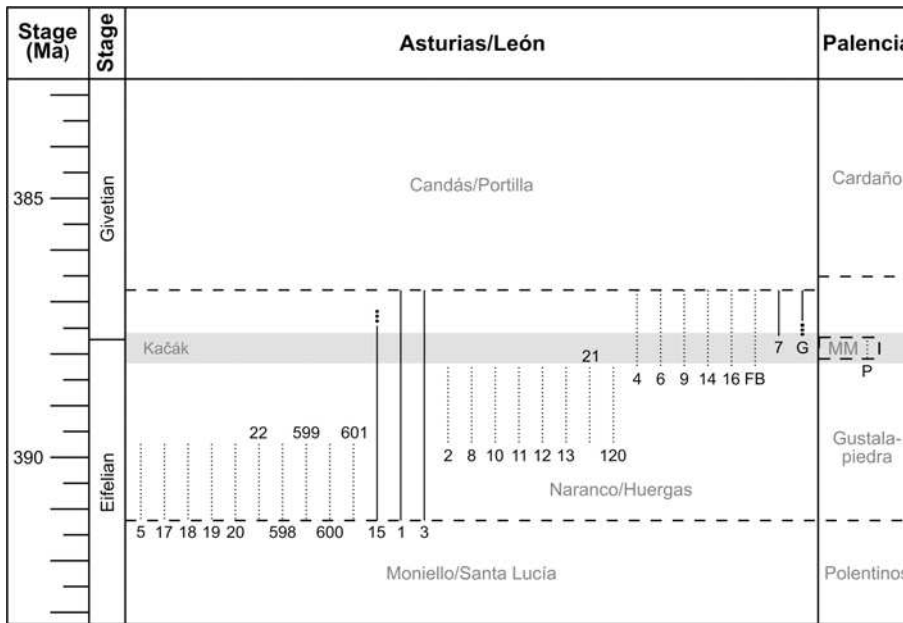 Stage
(Ma)
Stage
Asturias/León
Palencia
385
Givetian
Candás/Portilla
Cardaño
Kačák
21
7 G
MM I
4 6 9 14 16 FB
P
22 599 601
390
2 8 10 11 12 13 120
Gustala-
piedra
Eifelian
Naranco/Huergas
5 17 18 19 20 598 600 15 1 3
Moniello/Santa Lucía
Polentinos